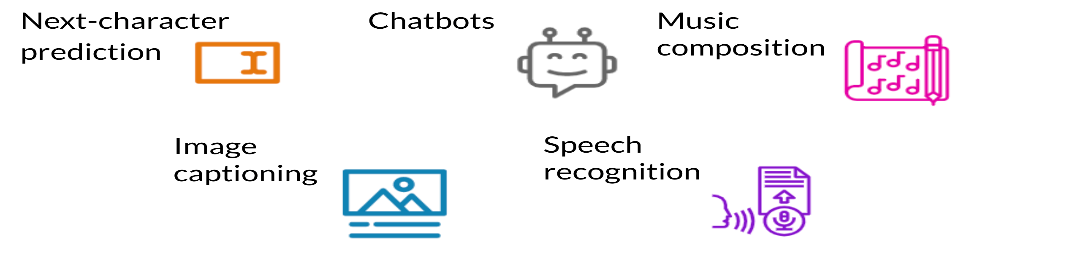 Next-character
prediction
Chatbots
Music
composition
Image
captioning
Speech
recognition